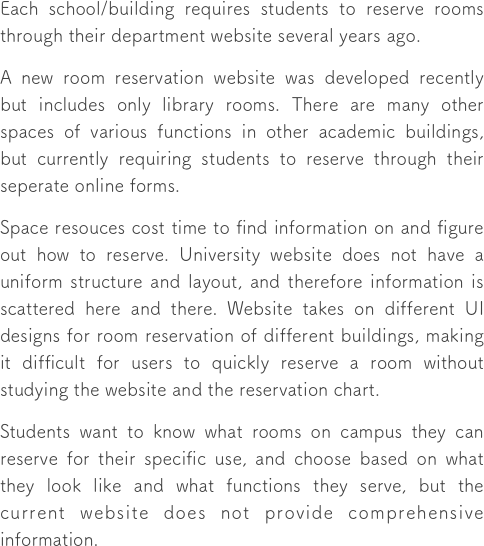 Each school/building requires students to reserve rooms
through their department website several years ago.
A new room reservation website was developed recently
but includes only library rooms. There are many other
spaces of various functions in other academic buildings,
but currently requiring students to reserve through their
seperate online forms.
Space resouces cost time to find information on and figure
out how to reserve. University website does not have a
uniform structure and layout, and therefore information is
scattered here and there. Website takes on different UI
designs for room reservation of different buildings, making
it difficult for users to quickly reserve a room without
studying the website and the reservation chart.
Students want to know what rooms on campus they can
reserve for their specific use, and choose based on what
they look like and what functions they serve, but the
current website does not provide comprehensive
information.